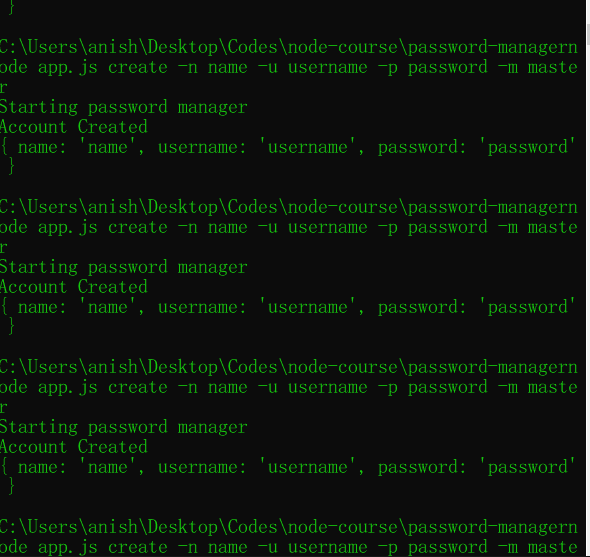 }
C:\Users\anish\Desktop\Codes\node-course\password-managern
ode app.js create -n name -u username -p password -m maste
r
Starting password manager
Account Created
{ name: 'name', username: 'username', password: 'password'
}
C:\Users\anish\Desktop\Codes\node-course\password-managern
ode app.js create -n name -u username -p password -m maste
r
Starting password manager
Account Created
{ name: 'name', username: 'username', password: 'password'
}
C:\Users\anish\Desktop\Codes\node-course\password-managern
ode app.js create -n name -u username -p password -m maste
r
Starting password manager
Account Created
{ name: 'name', username: 'username', password: 'password'
}
C:\Users\anish\Desktop\Codes\node-course\password-managern
ode app.js create -n name -u username -p password -m maste